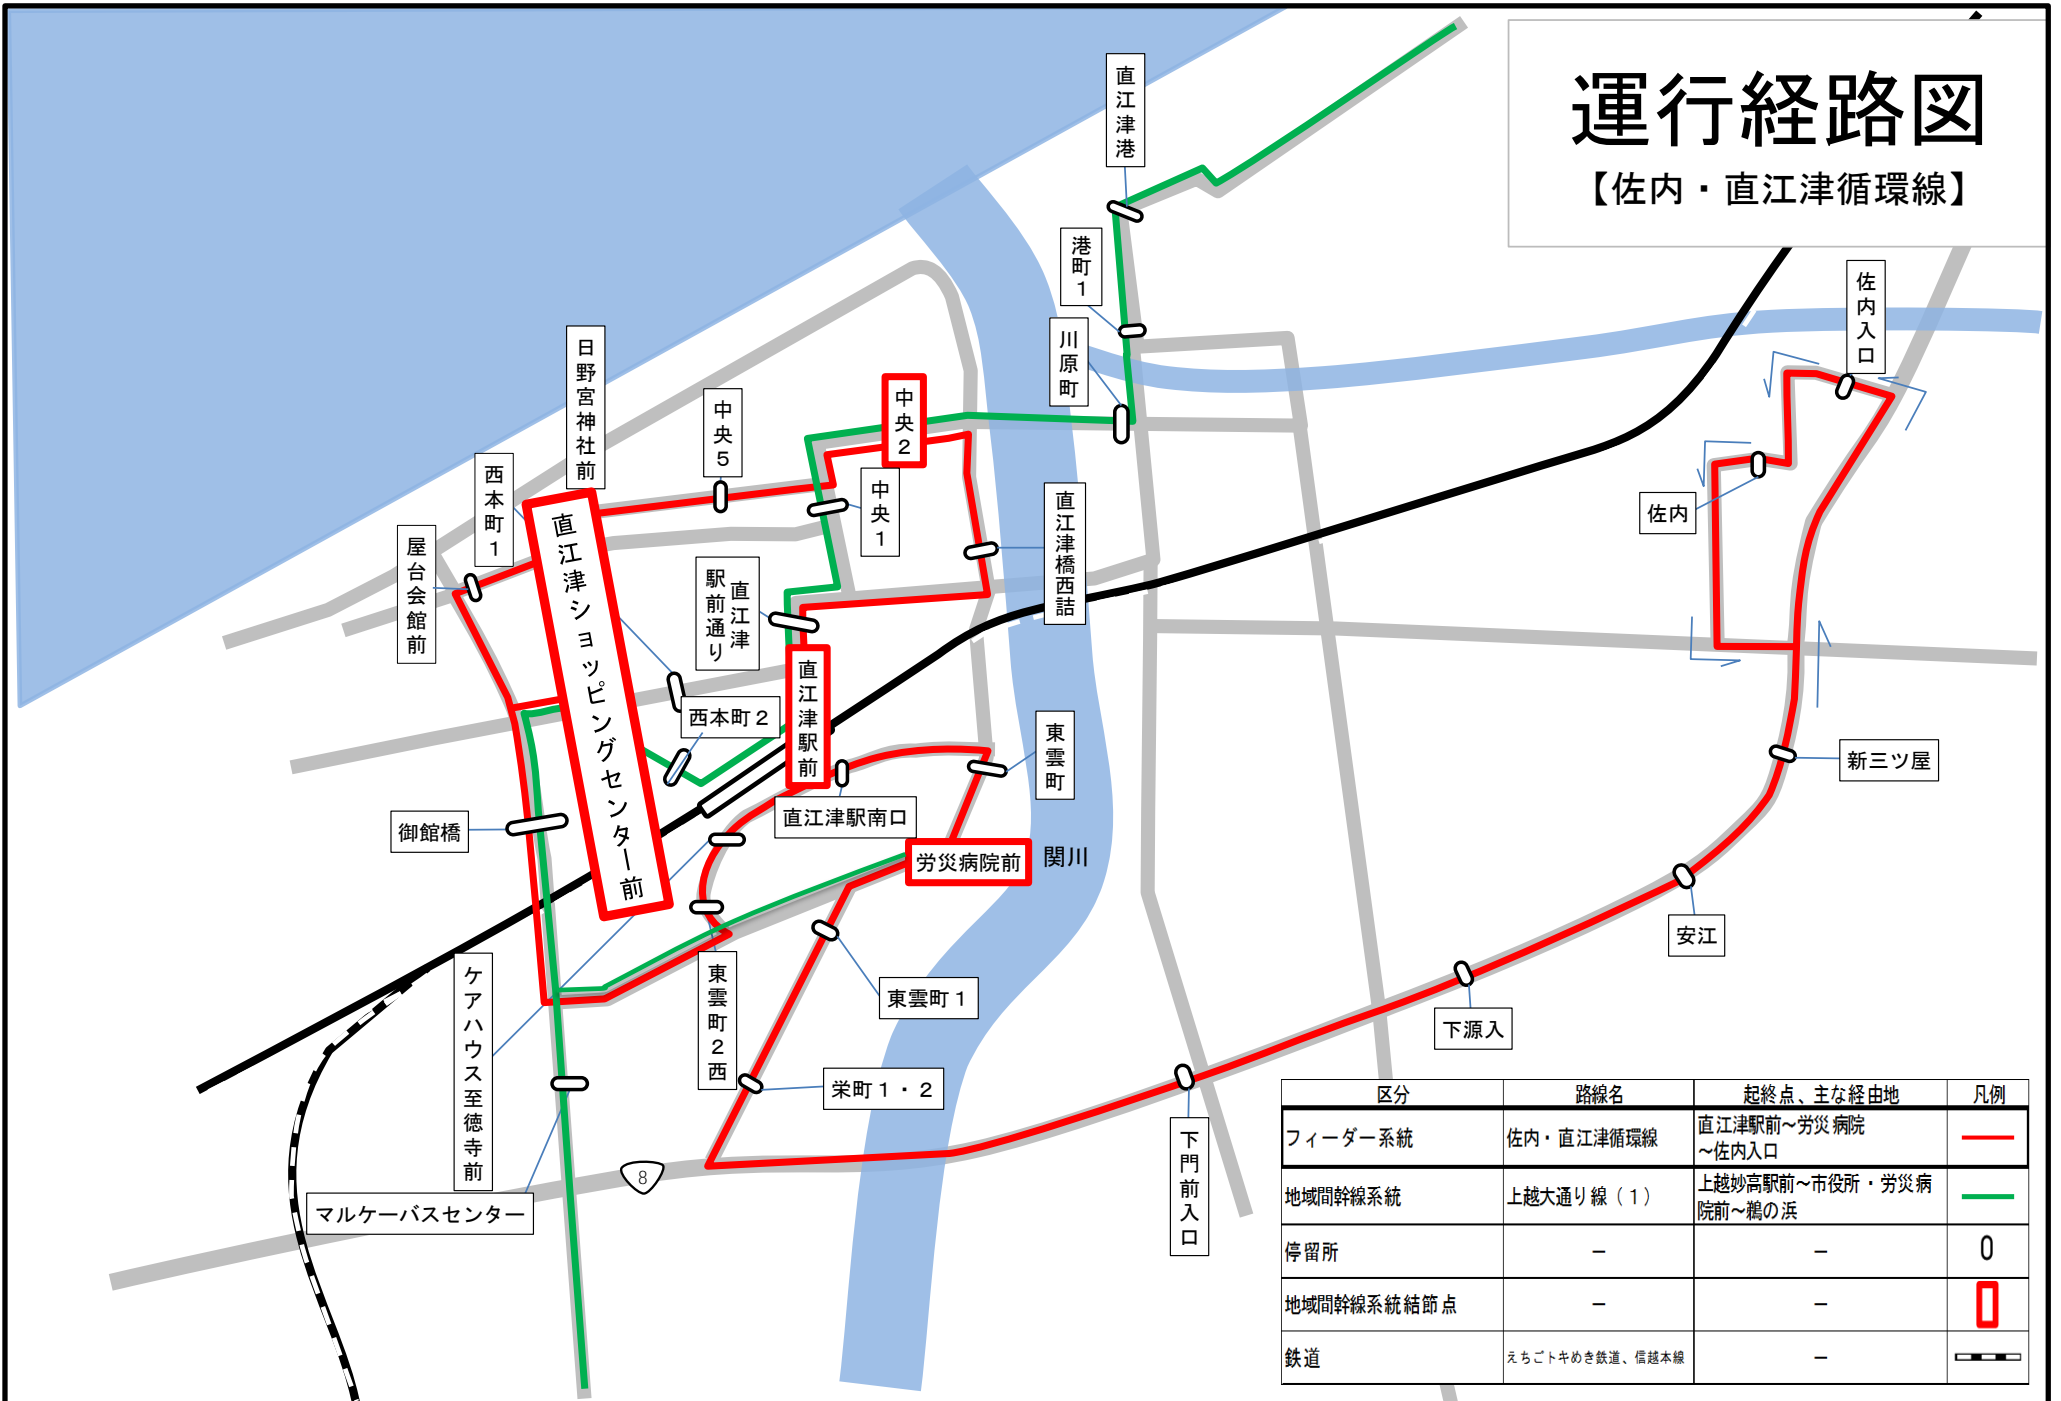 運行経路図
【佐内・直江津循環線】
直江津港
港町1
川原町
佐内入口
日野宮神社前
中央5
中央2
西本町1
中央1
直江津橋西詰
佐内
屋台会館前
直江津ショッピングセンター前
直江津
駅前通り
直江津駅前
西本町2
東雲町
新三ツ屋
御館橋
直江津駅南口
労災病院前
関川
安江
ケアハウス至徳寺前
東雲町2西
東雲町1
下源入
栄町1・2
下門前入口
8
マルケーバスセンター
区分 路線名 起終点、主な経由地 凡例
フィーダー系統 佐内・直江津循環線 直江津駅前~労災病院
~佐内入口
地域間幹線系統 上越大通り線(1) 上越妙高駅前~市役所・労災病
院前~鵜の浜
停留所 - -
地域間幹線系統結節点 - -
鉄道 えちごトキめき鉄道、信越本線 -